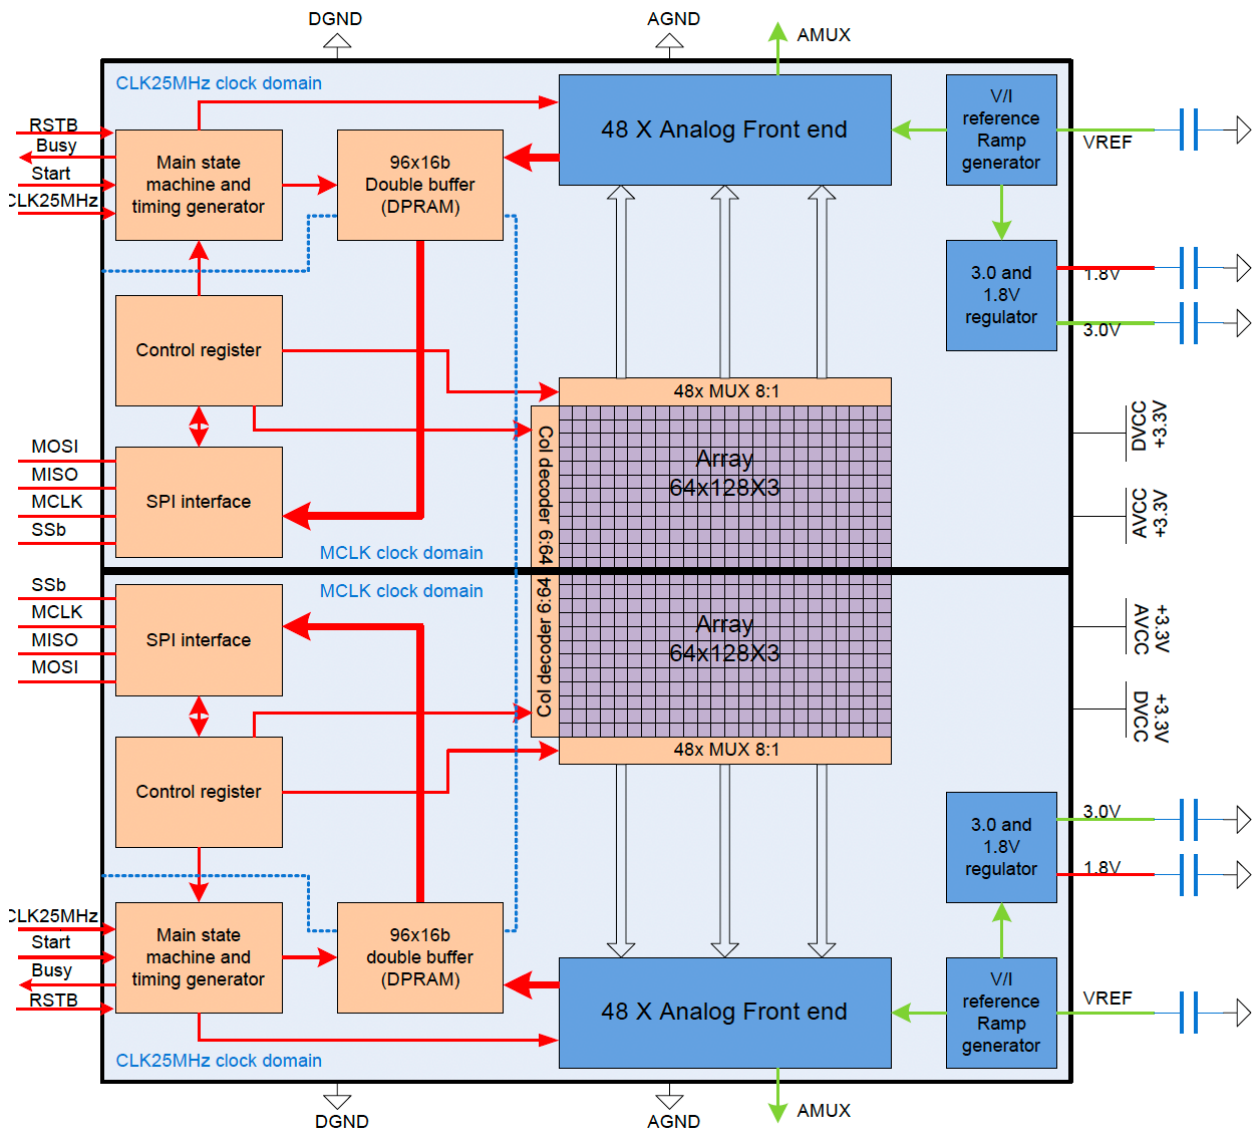 DGND
AGND
AMUX
CLK25MHz clock domain
RSTB
Busy
Start
CLK25MHz
Main state
machine and
timing generator
96x16b
Double buffer
(DPRAM)
48 X Analog Front end
V/I
reference
Ramp
generator
VREF
3.0 and
1.8V
regulator
1.8V
3.0V
Control register
48x MUX 8:1
Col decoder 6:64
Array
64x128X3
DVCC
+3.3V
AVCC
+3.3V
MOSI
MISO
MCLK
SSb
SPI interface
MCLK clock domain
SSb
MCLK
MISO
MOSI
SPI interface
MCLK clock domain
Col decoder 6:64
Array
64x128X3
48x MUX 8:1
+3.3V
AVCC
+3.3V
DVCC
Control register
3.0 and
1.8V
regulator
3.0V
1.8V
CLK25MHz
Start
Busy
RSTB
Main state
machine and
timing generator
96x16b
double buffer
(DPRAM)
48 X Analog Front end
V/I
reference
Ramp
generator
VREF
CLK25MHz clock domain
DGND
AGND
AMUX